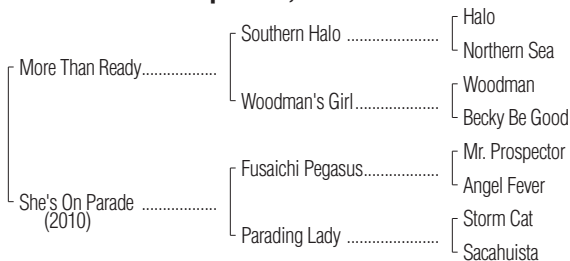 Halo
Southern Halo ..................
Northern Sea
More Than Ready.................
Woodman
Woodman's Girl................
Becky Be Good
Mr. Prospector
Fusaichi Pegasus................
Angel Fever
She's On Parade .................
(2010)
Storm Cat
Parading Lady ..................
Sacahuista